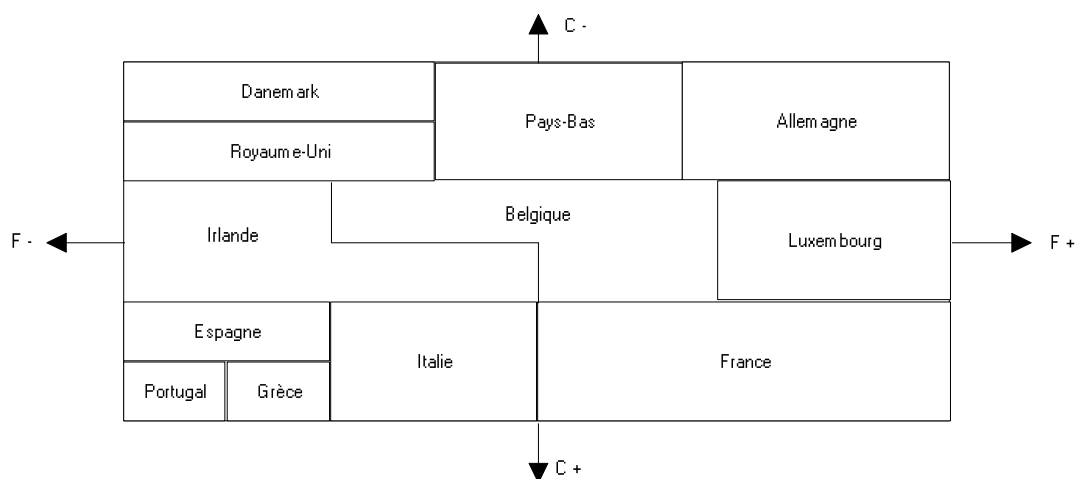 C -
Danemark
Pays-Bas
Allemagne
Royaume-Uni
Belgique
Irlande
Luxembourg
F -
F +
Espagne
Italie
France
Portugal
Grèce
C +